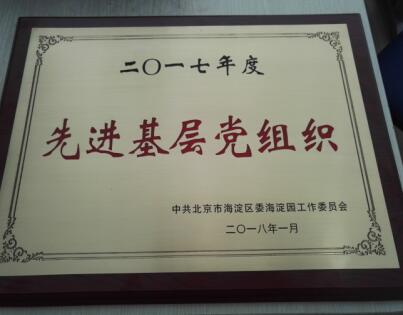 二〇一七年度
先进基层党组织
中共北京市海淀区委海淀园工作委员会
二〇一八年一月